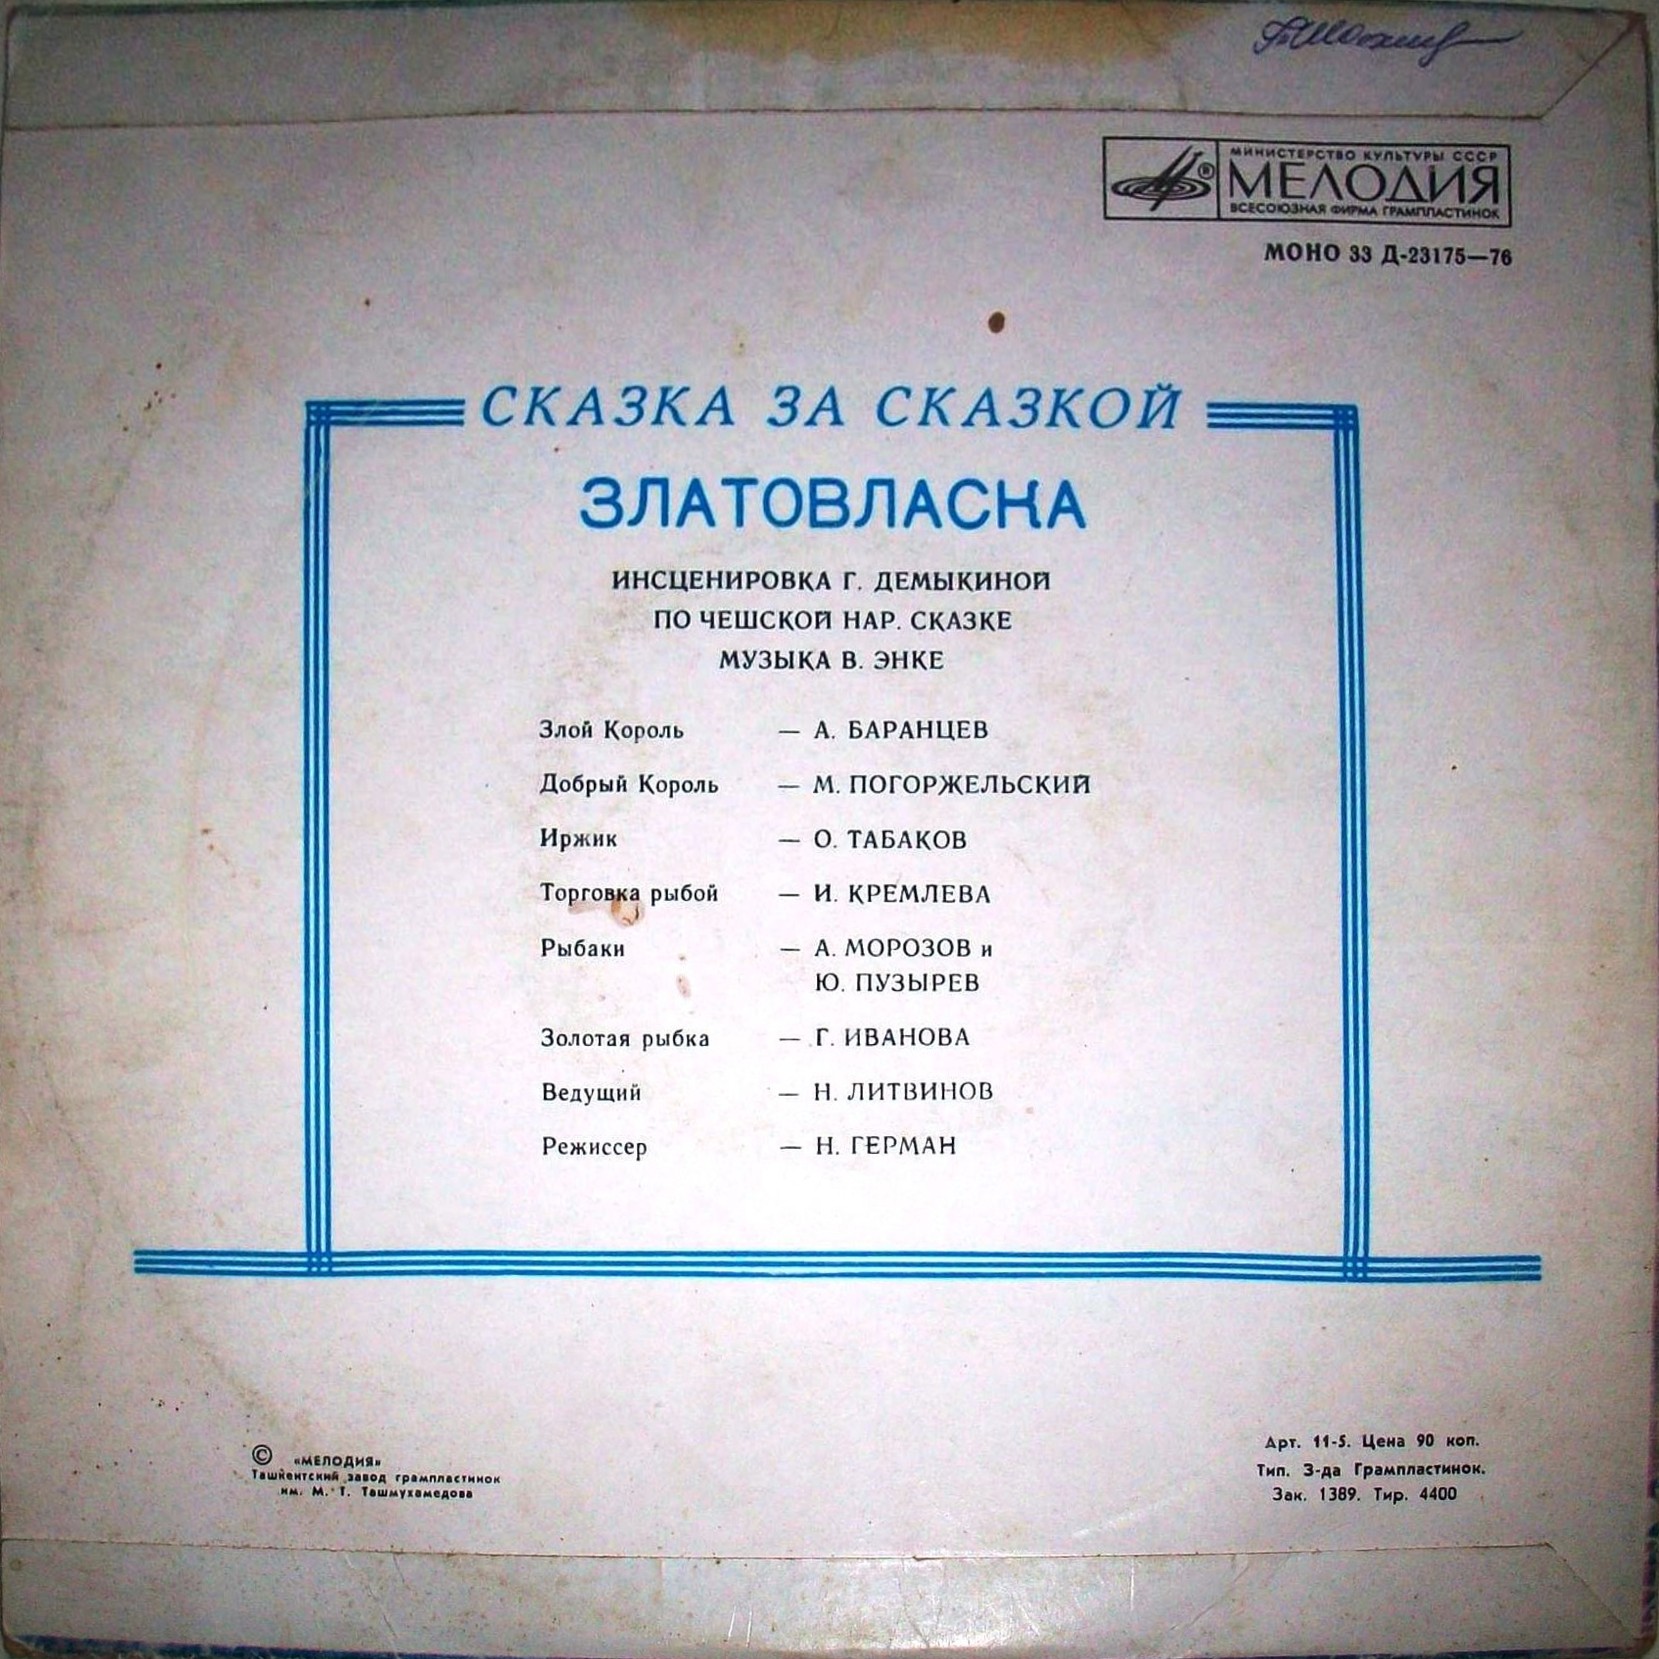 МИНИСТЕРСТВО КУЛЬТУРЫ СССР
МЕЛОДИЯ
ВСЕСОЮЗНАЯ ФИРМА ГРАМПЛАСТИНОК
МОНО 33 Д-23175—76
СКАЗКА ЗА СКАЗКОЙ
ЗЛАТОВЛАСКА
ИНСЦЕНИРОВКА Г. ДЕМЫКИНОЙ
ПО ЧЕШСКОЙ НАР. СКАЗКЕ
МУЗЫКА В. ЭНКЕ
Злой Король — А. БАРАНЦЕВ
Добрый Король — М. ПОГОРЖЕЛЬСКИЙ
Иржик — О. ТАБАКОВ
Торговка рыбой — И. КРЕМЛЕВА
Рыбаки — А. МОРОЗОВ и
Ю. ПУЗЫРЕВ
Золотая рыбка — Г. ИВАНОВА
Ведущий — Н. ЛИТВИНОВ
Режиссер — Н. ГЕРМАН
© «МЕЛОДИЯ»
Ташкентский завод грампластинок
им. М. Т. Ташмухамедова
Арт. 11-5. Цена 90 коп.
Тип. З-да Грампластинок.
Зак. 1389. Тир. 4400